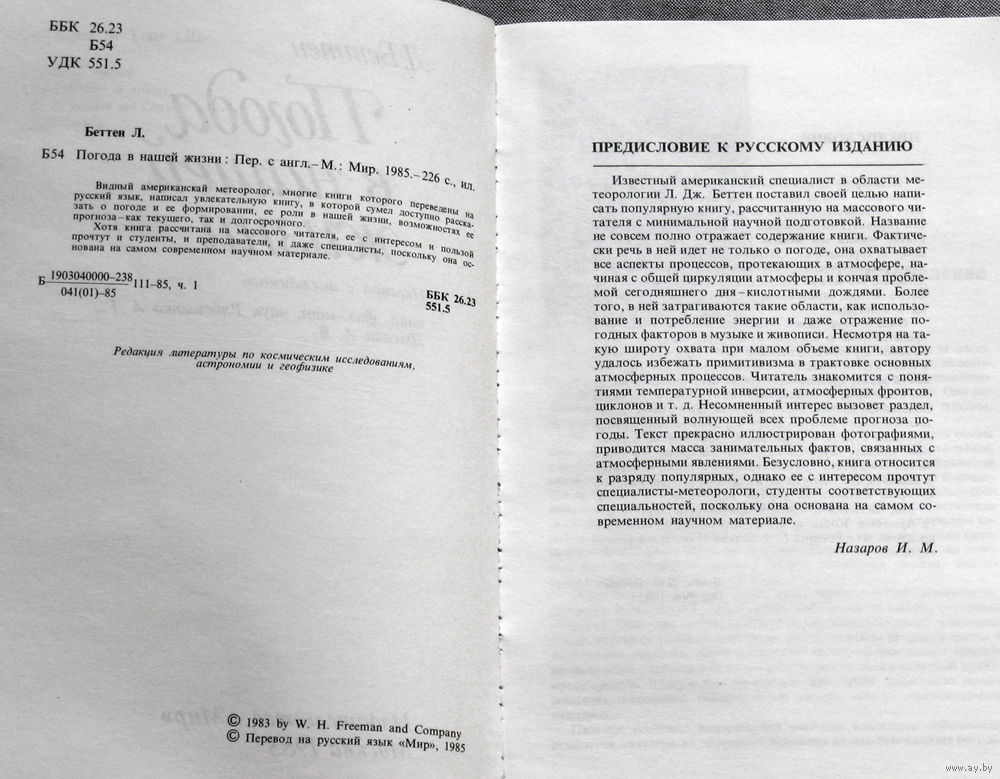 ББК 26.23
Б54
УДК 551.5
Беттен Л.
Б54 Погода в нашей жизни: Пер. с англ.–М.: Мир. 1985.–226 с., ил.
Видный американскай метеоролог, многие книги которого переведены на
русский язык, написал увлекательную книгу, в которой сумел доступно расска-
зать о погоде и ее формировании, ее роли в нашей жизни, возможностях ее
прогноза–как текущего, так и долгосрочного.
Хотя книга рассчитана на массового читателя, ее с интересом и пользой
прочтут и студенты, и преподаватели, и даже специалисты, поскольку она ос-
нована на самом современном научном материале.
Б 1903040000–238 111–85, ч. 1
041(01)–85
ББК 26.23
551.5
Редакция литературы по космическим исследованиям,
астрономии и геофизике
© 1983 by W. H. Freeman and Company
© Перевод на русский язык «Мир», 1985
ПРЕДИСЛОВИЕ К РУССКОМУ ИЗДАНИЮ
Известный американский специалист в области ме-
теорологии Л. Дж. Беттен поставил своей целью напи-
сать популярную книгу, рассчитанную на массового чи-
тателя с минимальной научной подготовкой. Название
не совсем полно отражает содержание книги. Фактиче-
ски речь в ней идет не только о погоде, она охватывает
все аспекты процессов, протекающих в атмосфере, на-
чиная с общей циркуляции атмосферы и кончая пробле-
мой сегодняшнего дня–кислотными дождями. Более
того, в ней затрагиваются такие области, как использо-
вание и потребление энергии и даже отражение по-
годных факторов в музыке и живописи. Несмотря на та-
кую широту охвата при малом объеме книги, автору
удалось избежать примитивизма в трактовке основных
атмосферных процессов. Читатель знакомится с поня-
тиями температурной инверсии, атмосферных фронтов,
циклонов и т. д. Несомненный интерес вызовет раздел,
посвященный волнующей всех проблеме прогноза по-
годы. Текст прекрасно иллюстрирован фотографиями,
приводится масса занимательных фактов, связанных с
атмосферными явлениями. Безусловно, книга относится
к разряду популярных, однако ее с интересом прочтут
специалисты-метеорологи, студенты соответствующих
специальностей, поскольку она основана на самом со-
временном научном материале.
Назаров И. М.
www.ay.by